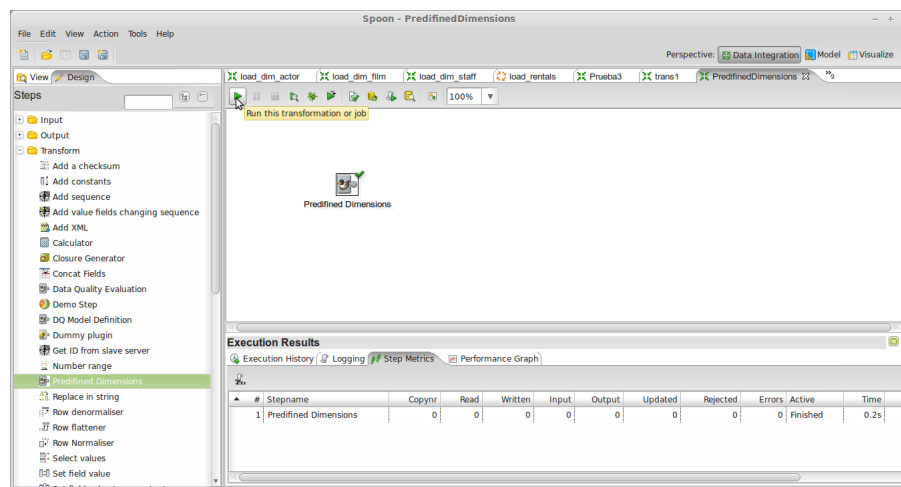 Spoon - PredifinedDimensions
File Edit View Action Tools Help
Perspective: Data Integration Model Visualize
View Design
load_dim_actor load_dim_film load_dim_staff load_rentals Prueba3 trans1 PredifinedDimensions »9
Steps
100%
Run this transformation or job
Input
Output
Transform
Add a checksum
Add constants
Add sequence
Add value fields changing sequence
Add XML
Calculator
Closure Generator
Concat Fields
Data Quality Evaluation
Demo Step
DQ Model Definition
Dummy plugin
Get ID from slave server
Number range
Predifined Dimensions
Replace in string
Row denormaliser
Row flattener
Row Normaliser
Select values
Set field value
Predifined Dimensions
Execution Results
Execution History Logging Step Metrics Performance Graph
# Stepname Copynr Read Written Input Output Updated Rejected Errors Active Time
1 Predifined Dimensions 0 0 0 0 0 0 0 0 Finished 0.2s